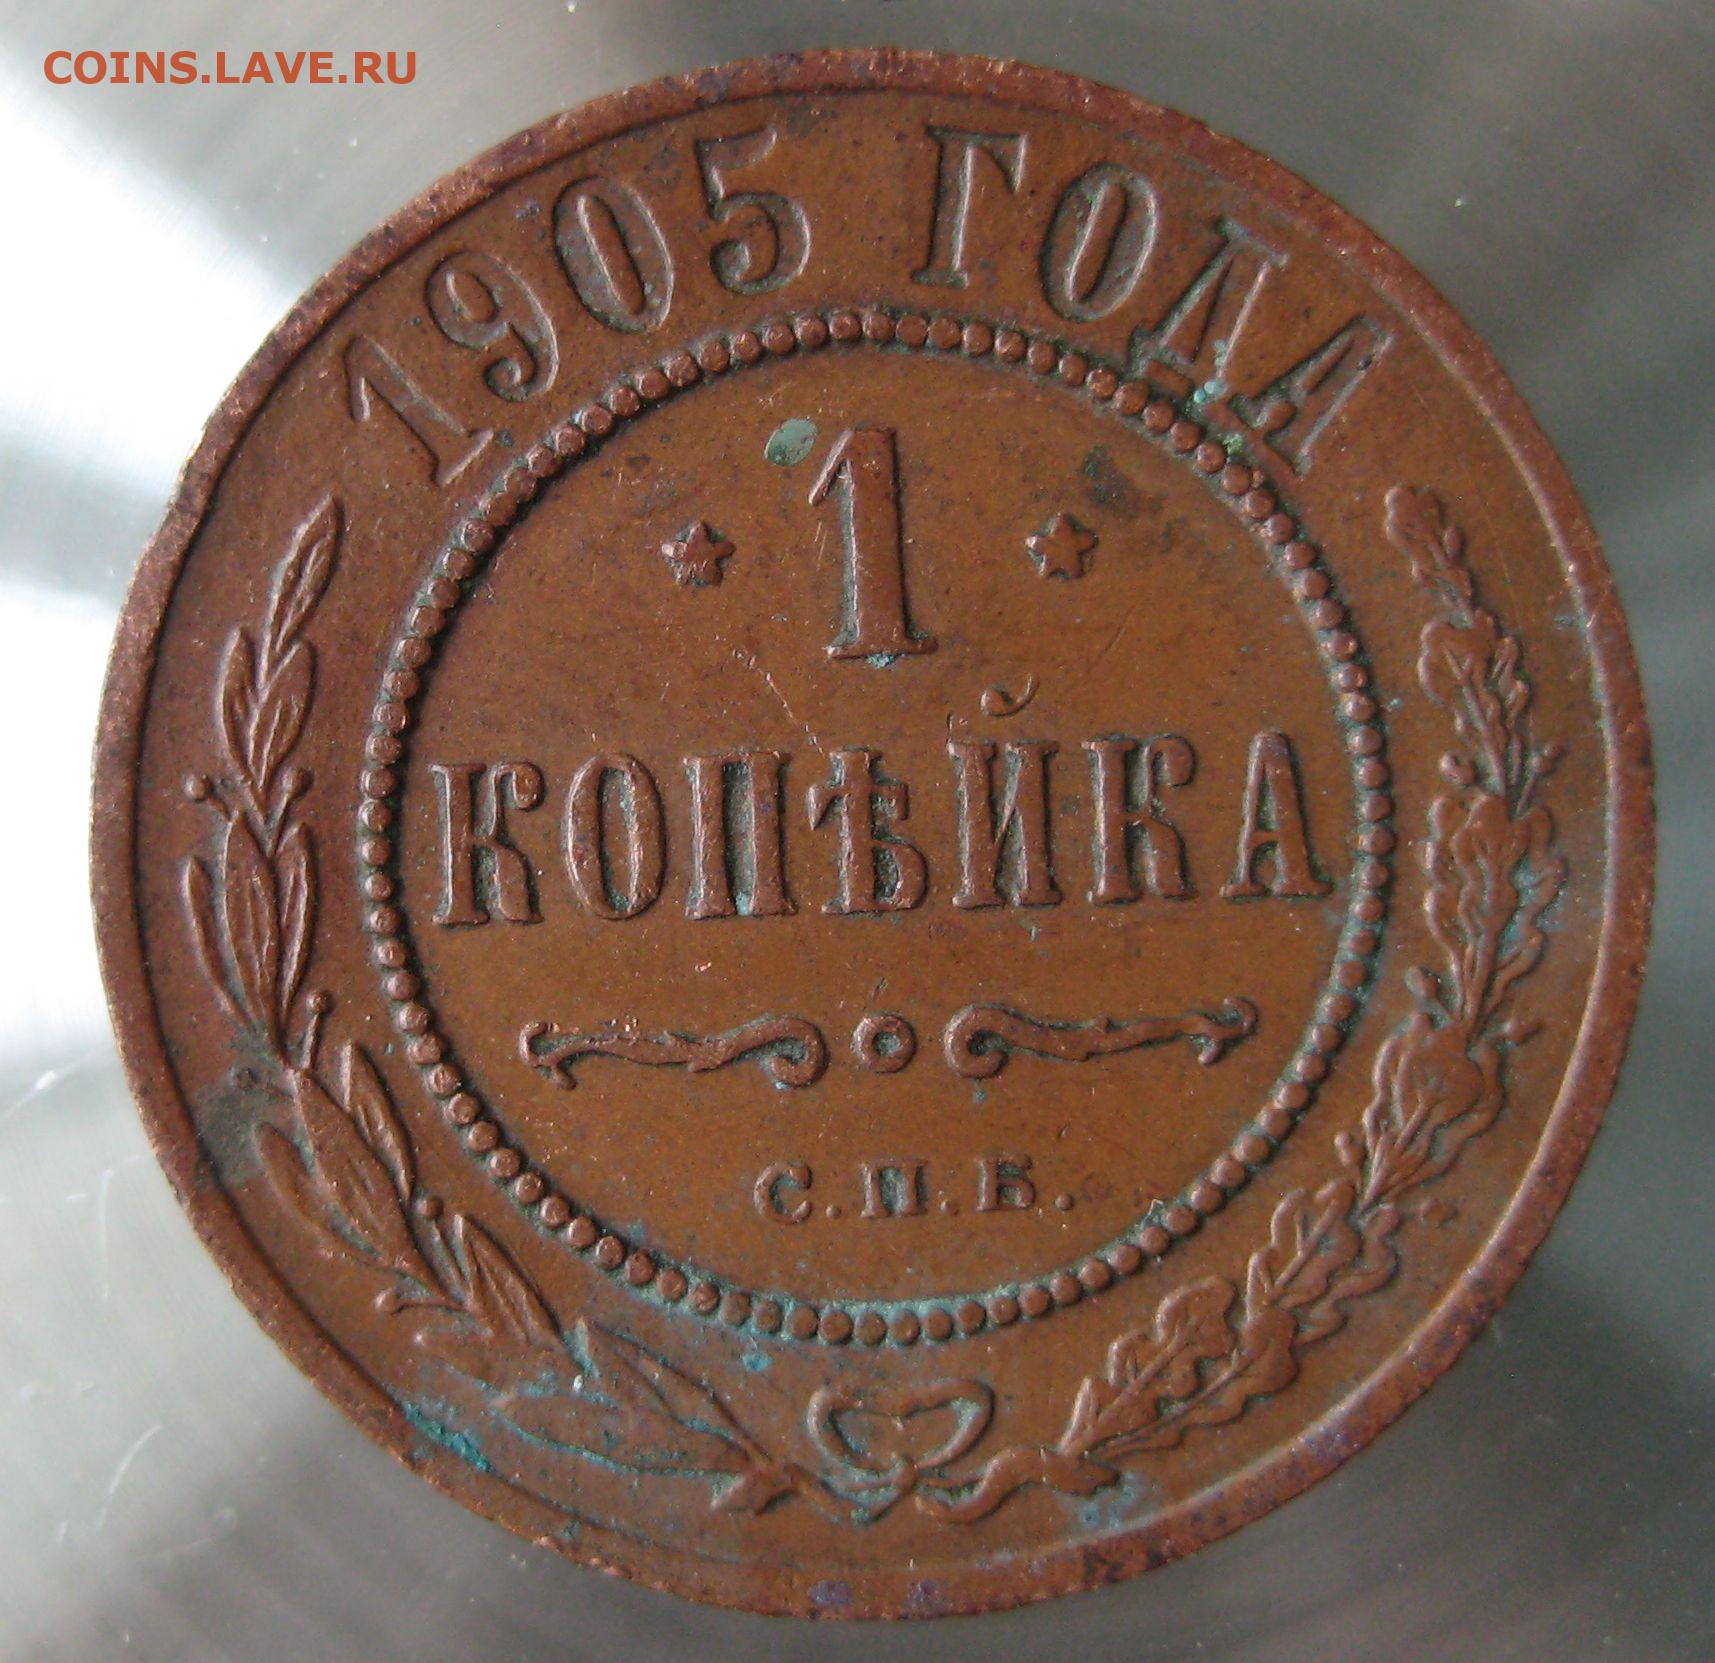 COINS.LAVE.RU
1905 ГОДА
1
КОПѢЙКА
С.П.Б.